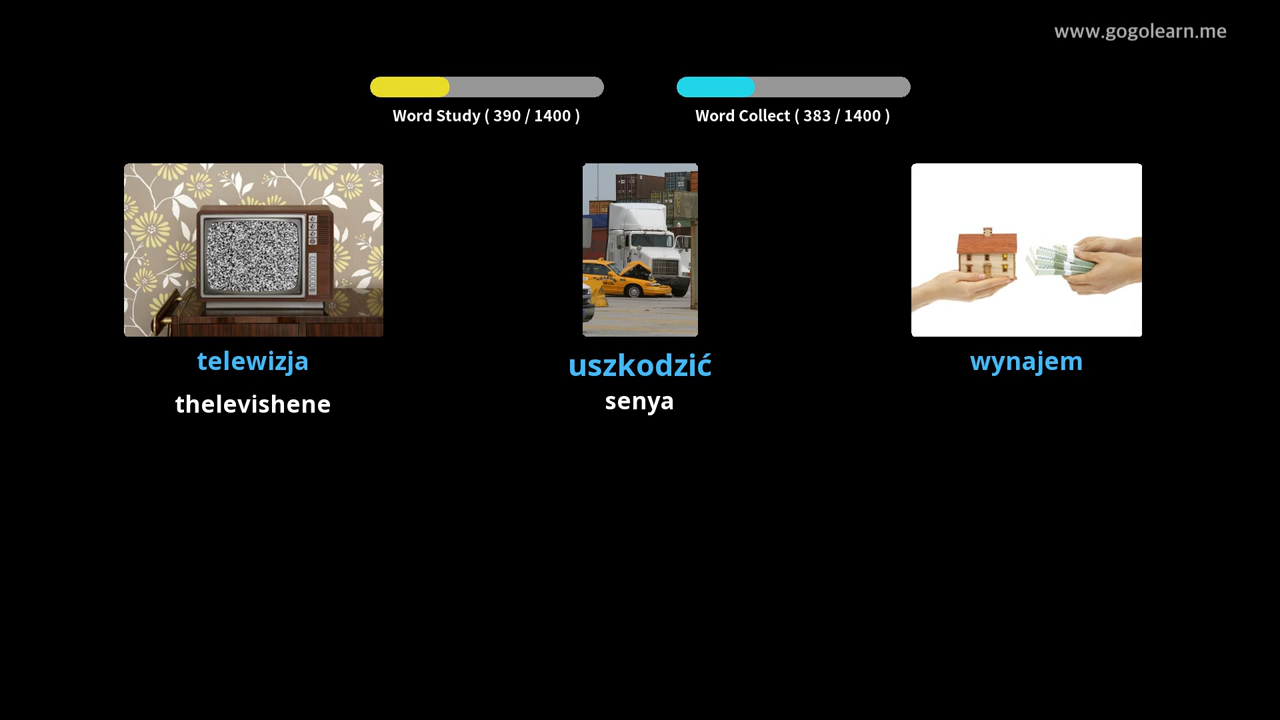 www.gogolearn.me
Word Study ( 390 / 1400 )
Word Collect ( 383 / 1400 )
telewizja
thelevishene
uszkodzić
senya
wynajem